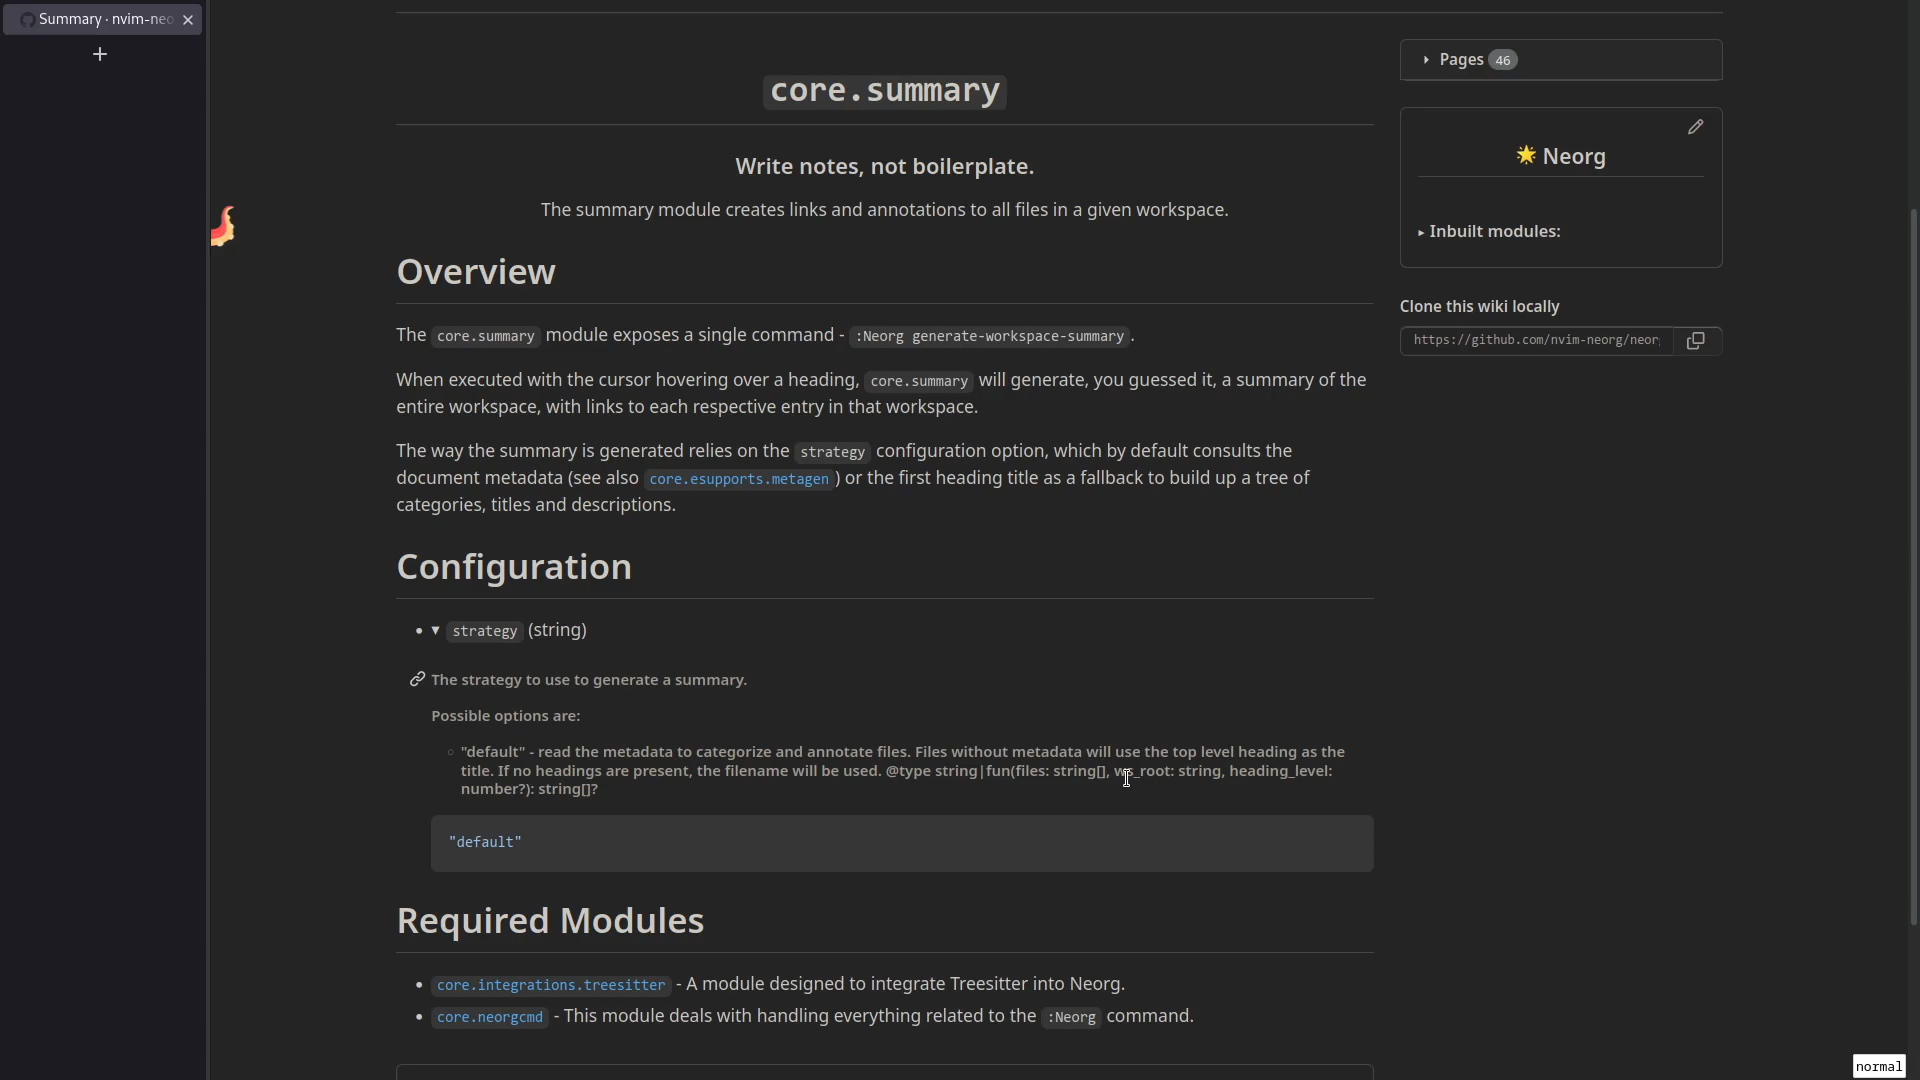 Summary · nvim-neo
core.summary
Write notes, not boilerplate.
The summary module creates links and annotations to all files in a given workspace.
Overview
The core.summary module exposes a single command - :Neorg generate-workspace-summary.
When executed with the cursor hovering over a heading, core.summary will generate, you guessed it, a summary of the
entire workspace, with links to each respective entry in that workspace.
The way the summary is generated relies on the strategy configuration option, which by default consults the
document metadata (see also core.esupports.metagen) or the first heading title as a fallback to build up a tree of
categories, titles and descriptions.
Configuration
strategy (string)
The strategy to use to generate a summary.
Possible options are:
"default" - read the metadata to categorize and annotate files. Files without metadata will use the top level heading as the
title. If no headings are present, the filename will be used. @type string|fun(files: string[], ws_root: string, heading_level:
number?): string[]?
"default"
Required Modules
core.integrations.treesitter - A module designed to integrate Treesitter into Neorg.
core.neorgcmd - This module deals with handling everything related to the :Neorg command.
Pages 46
Neorg
Inbuilt modules:
Clone this wiki locally
https://github.com/nvim-neorg/neor
normal